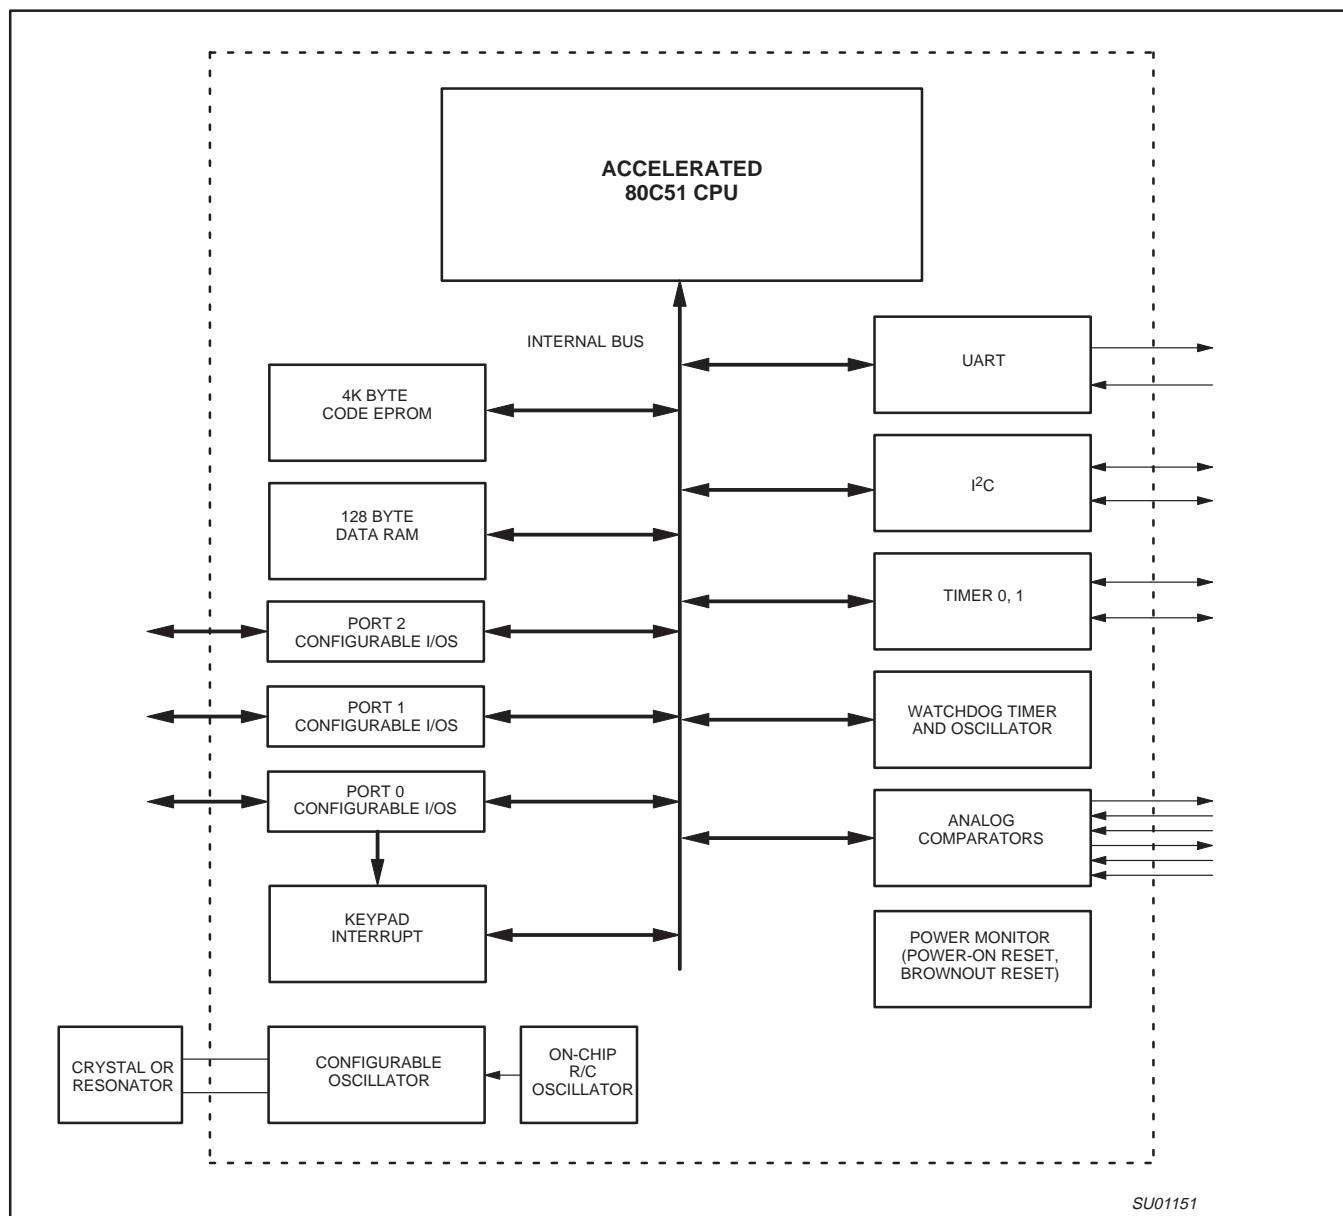 ACCELERATED
80C51 CPU
INTERNAL BUS
UART
4K BYTE
CODE EPROM
I²C
128 BYTE
DATA RAM
TIMER 0, 1
PORT 2
CONFIGURABLE I/OS
PORT 1
CONFIGURABLE I/OS
WATCHDOG TIMER
AND OSCILLATOR
PORT 0
CONFIGURABLE I/OS
ANALOG
COMPARATORS
KEYPAD
INTERRUPT
POWER MONITOR
(POWER-ON RESET,
BROWNOUT RESET)
CRYSTAL OR
RESONATOR
CONFIGURABLE
OSCILLATOR
ON-CHIP
R/C
OSCILLATOR
SU01151